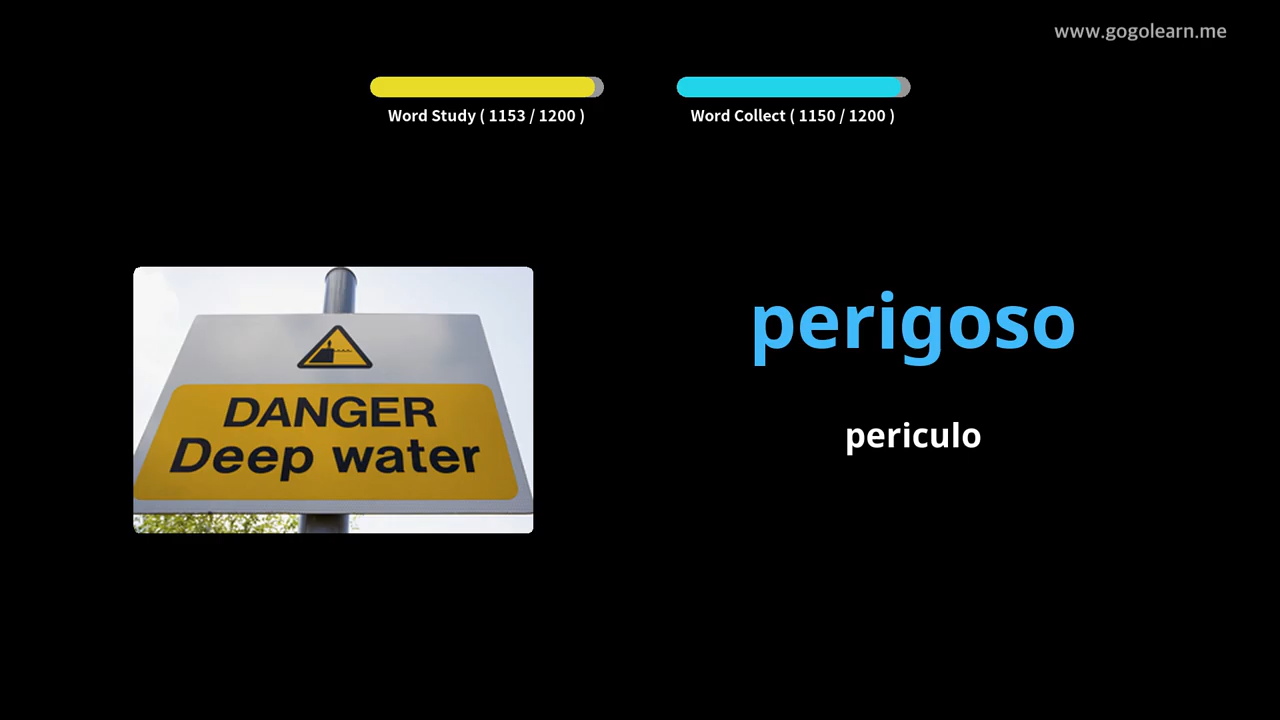 www.gogolearn.me
Word Study ( 1153 / 1200 )
Word Collect ( 1150 / 1200 )
DANGER
Deep water
perigoso
periculo